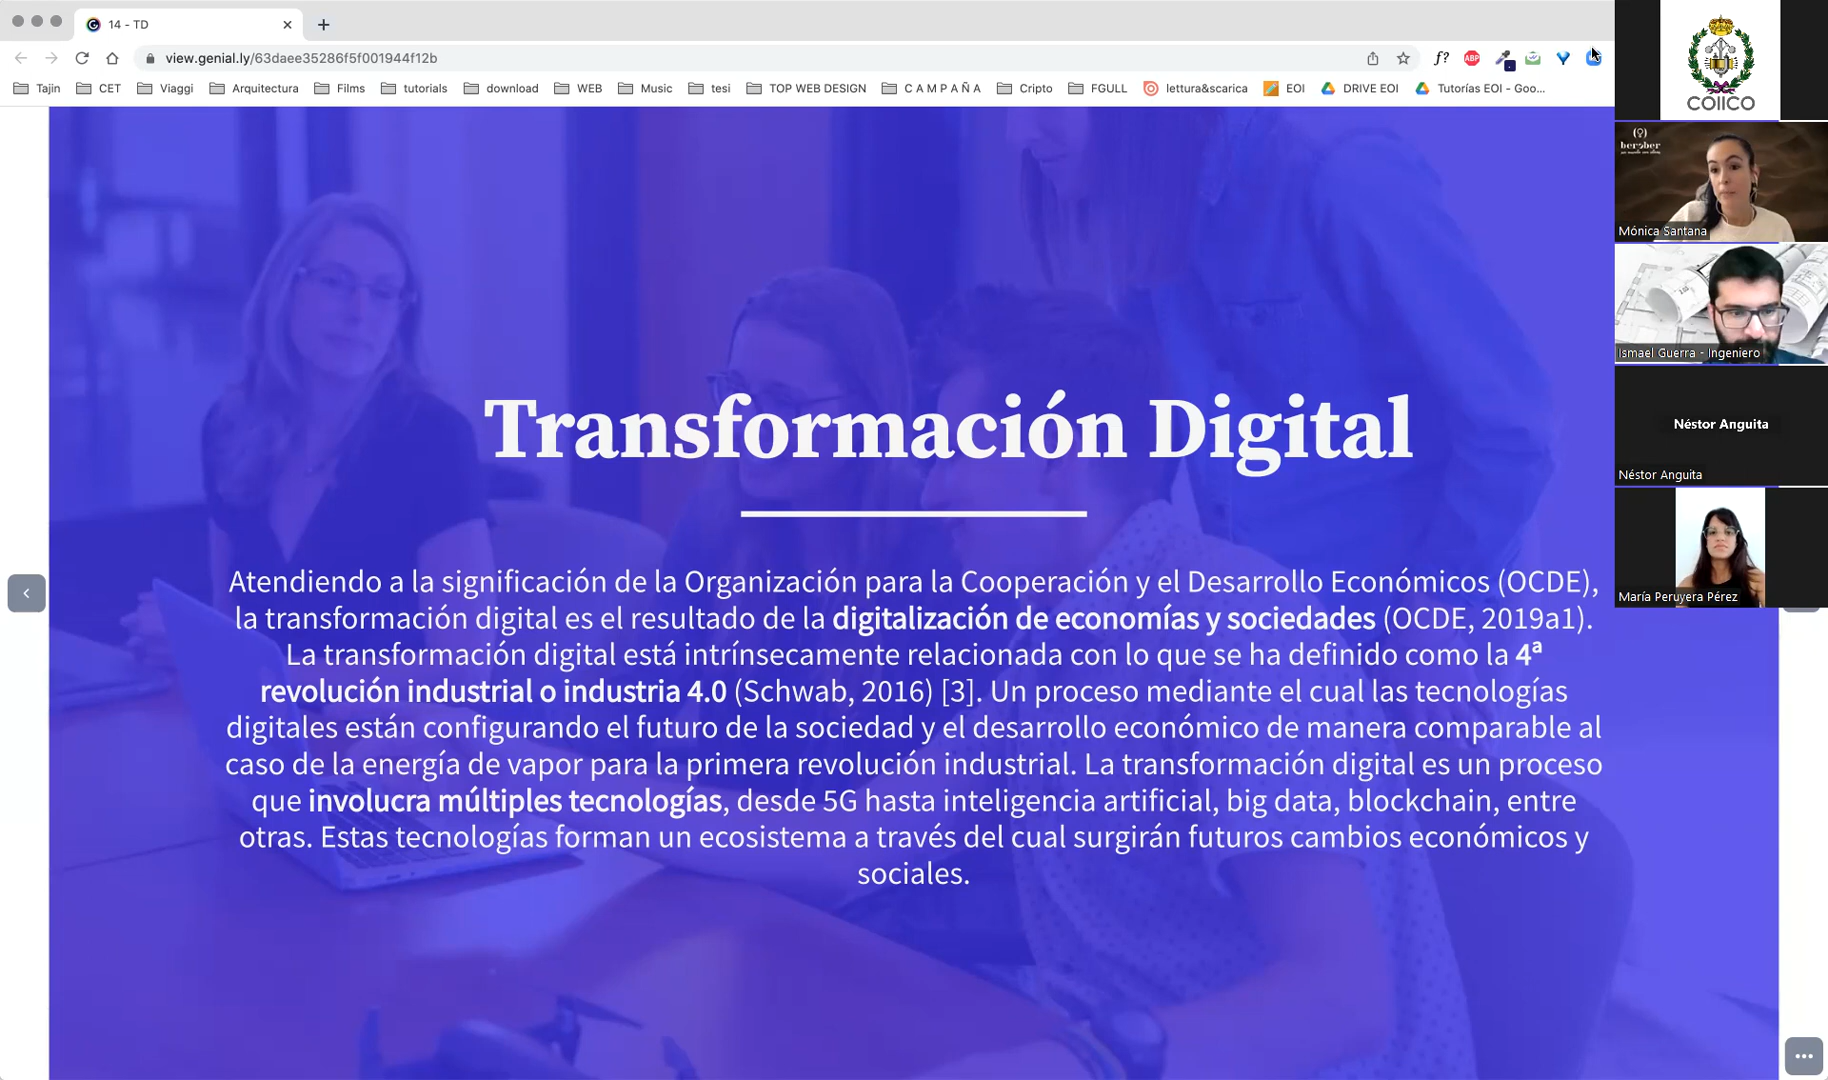 14 - TD
view.genial.ly/63daee35286f5f001944f12b
f?
ABP
Tajin
CET
Viaggi
Arquitectura
Films
tutorials
download
WEB
Music
tesi
TOP WEB DESIGN
C A M P A Ñ A
Cripto
FGULL
lettura&scarica
EOI
DRIVE EOI
Tutorías EOI - Goo...
Transformación Digital
Atendiendo a la significación de la Organización para la Cooperación y el Desarrollo Económicos (OCDE),
la transformación digital es el resultado de la digitalización de economías y sociedades (OCDE, 2019a1).
La transformación digital está intrínsecamente relacionada con lo que se ha definido como la 4ª
revolución industrial o industria 4.0 (Schwab, 2016) [3]. Un proceso mediante el cual las tecnologías
digitales están configurando el futuro de la sociedad y el desarrollo económico de manera comparable al
caso de la energía de vapor para la primera revolución industrial. La transformación digital es un proceso
que involucra múltiples tecnologías, desde 5G hasta inteligencia artificial, big data, blockchain, entre
otras. Estas tecnologías forman un ecosistema a través del cual surgirán futuros cambios económicos y
sociales.
COIICO
Mónica Santana
Ismael Guerra - Ingeniero
Néstor Anguita
Néstor Anguita
María Peruyera Pérez